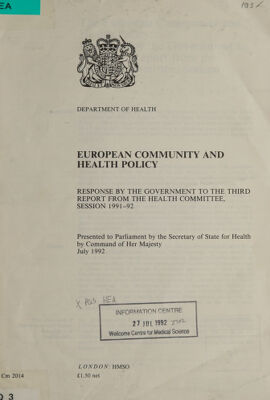 EA
DEPARTMENT OF HEALTH
EUROPEAN COMMUNITY AND
HEALTH POLICY
RESPONSE BY THE GOVERNMENT TO THE THIRD
REPORT FROM THE HEALTH COMMITTEE,
SESSION 1991-92
Presented to Parliament by the Secretary of State for Health
by Command of Her Majesty
July 1992
HEA
INFORMATION CENTRE
27 JUL 1992
Wellcome Centre for Medical Science
LONDON: HMSO
Cm 2014
£1.50 net